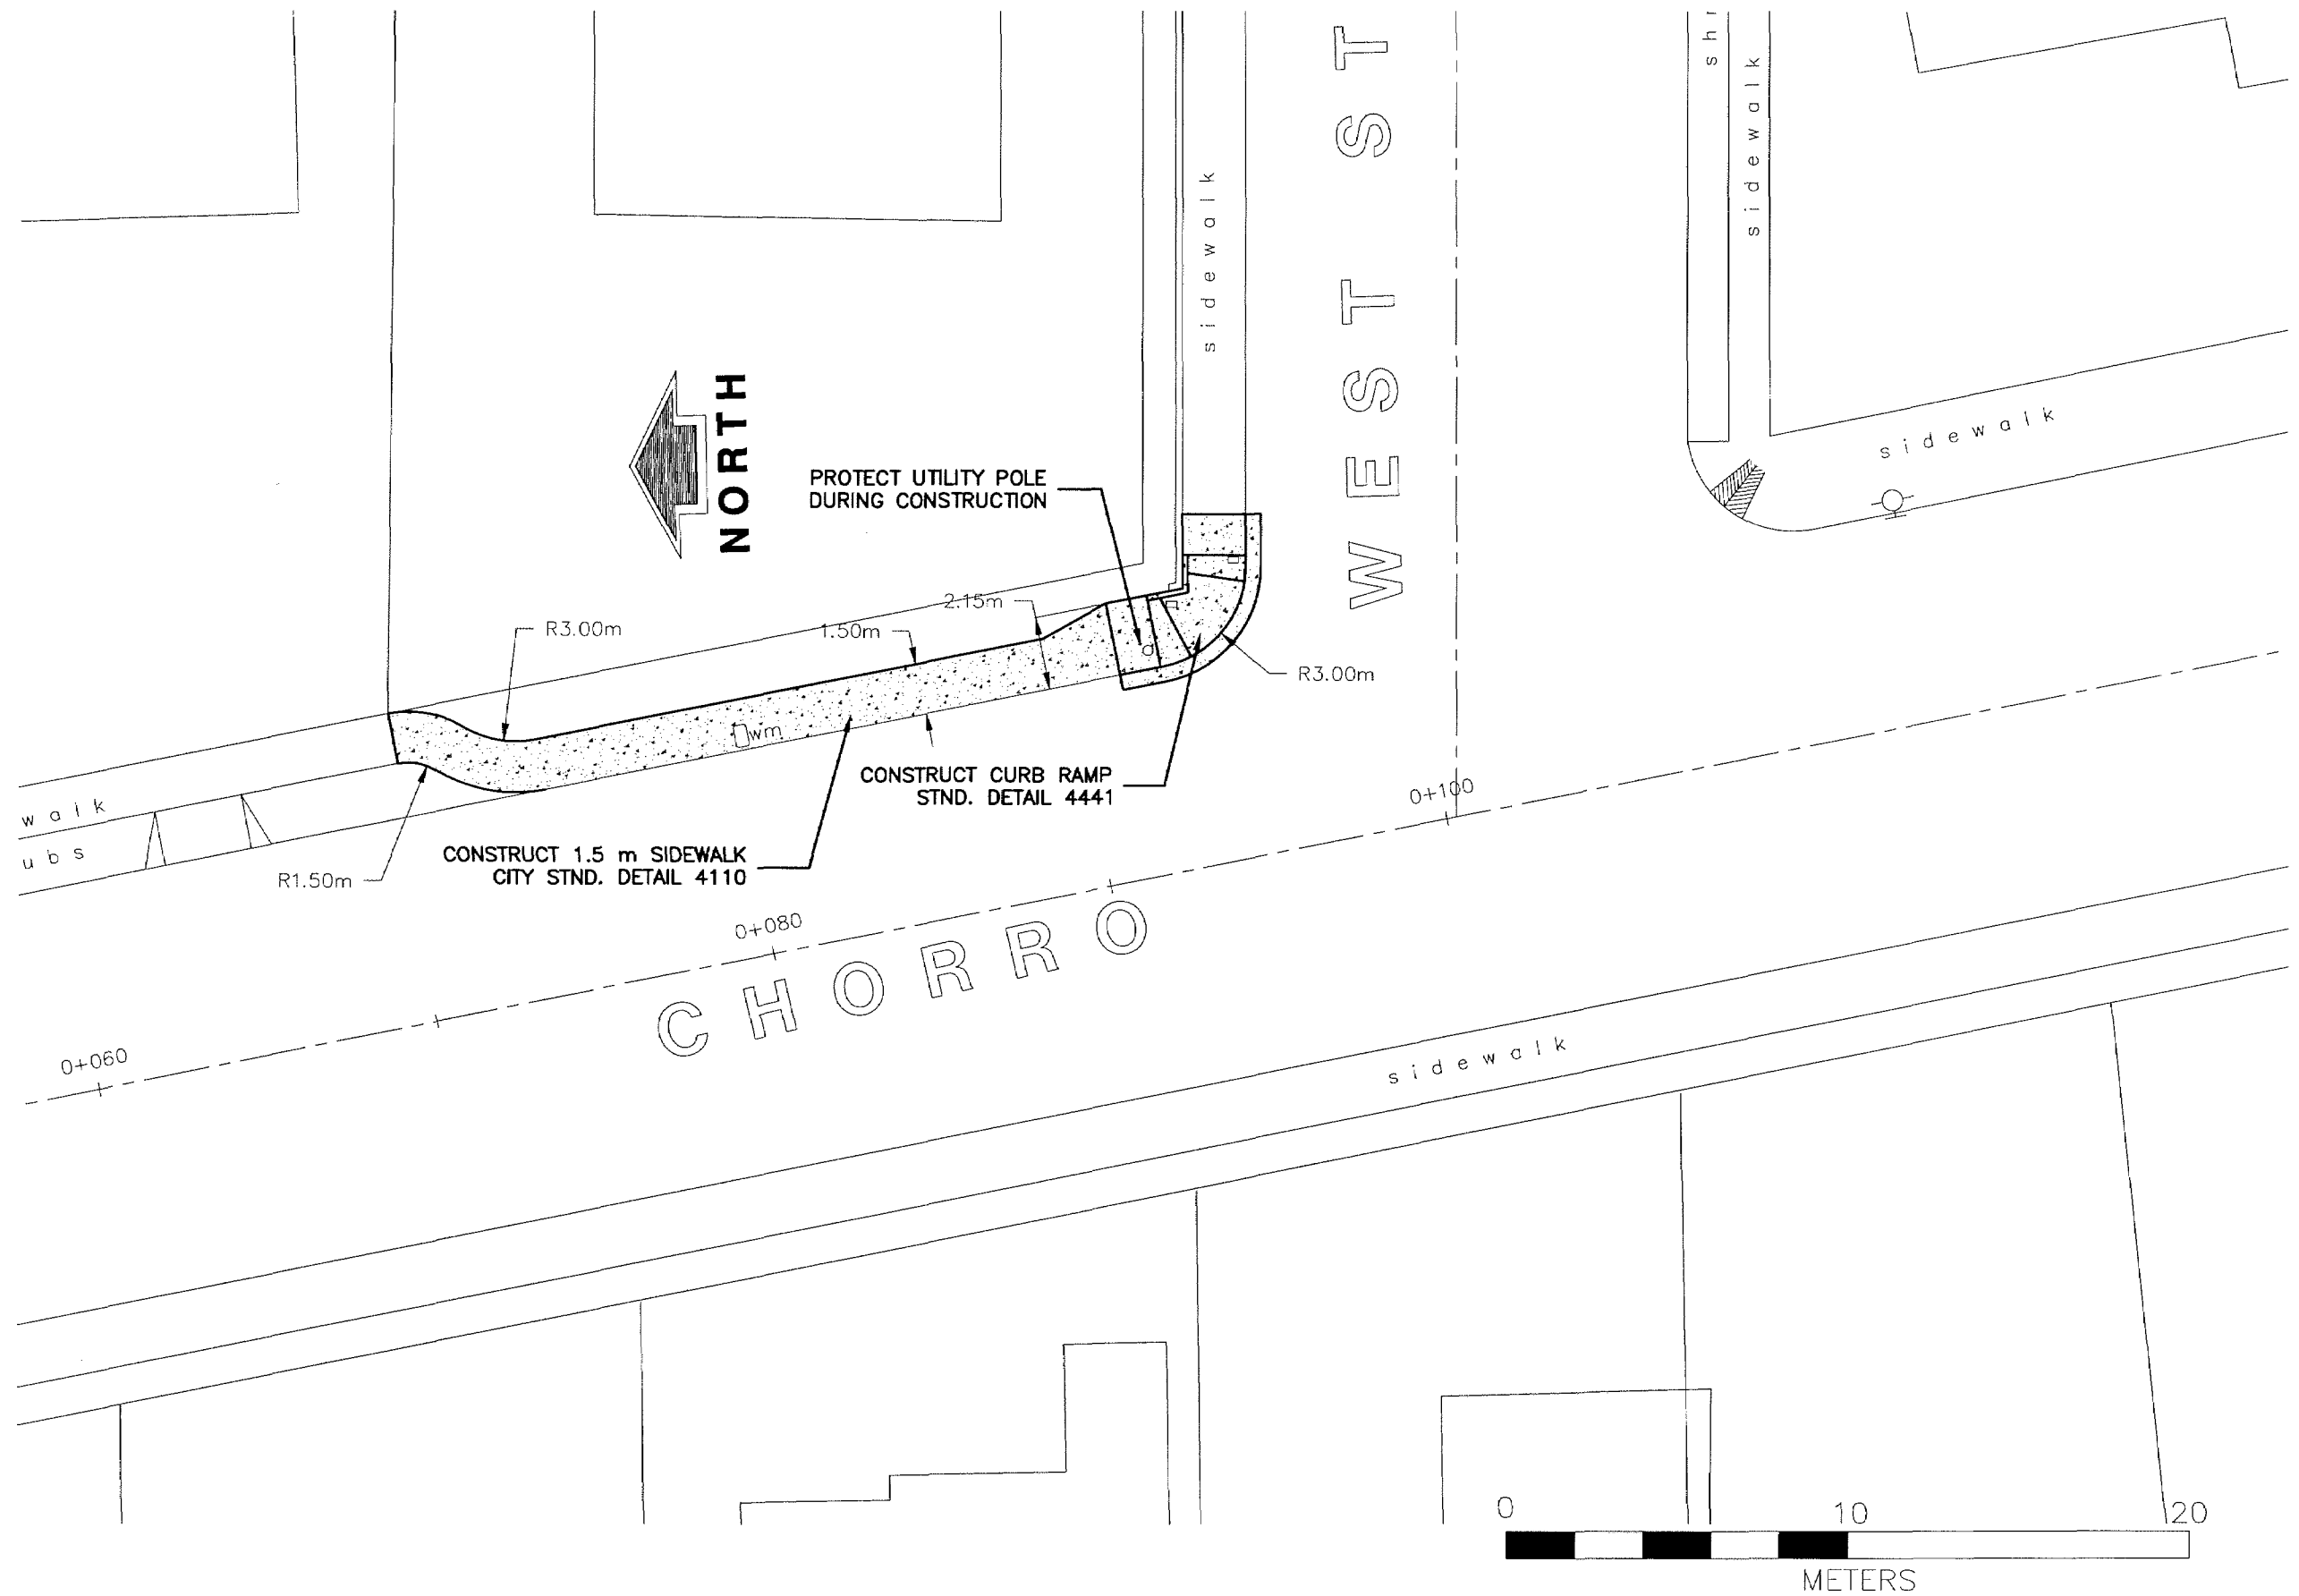 sidewalk
WEST ST
sh
sidewalk
NORTH
PROTECT UTILITY POLE
DURING CONSTRUCTION
sidewalk
2.15m
1.50m
R3.00m
R3.00m
wm
CONSTRUCT CURB RAMP
STND. DETAIL 4441
0+100
walk
ubs
CONSTRUCT 1.5 m SIDEWALK
CITY STND. DETAIL 4110
R1.50m
0+080
CHORRO
0+060
sidewalk
0 10 20
METERS